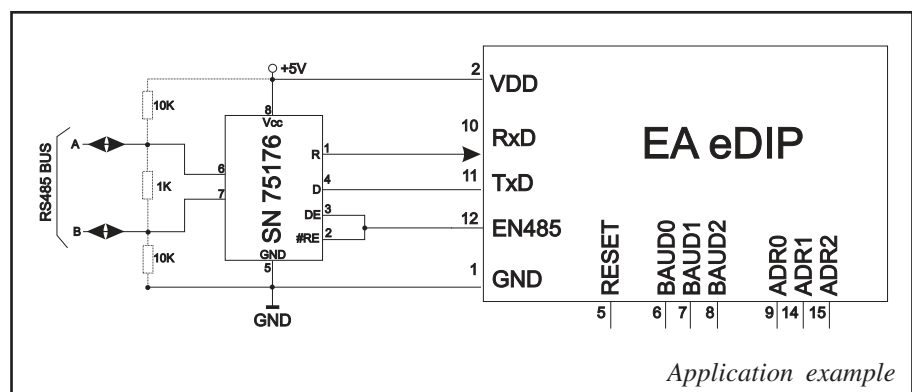 +5V
2
VDD
8
Vcc
10K
A
RS485 BUS
1K
B
10K
6
7
SN 75176
R
1
D
4
DE
3
#RE
2
GND
5
GND
10
RxD
11
TxD
12
EN485
1
GND
EA eDIP
RESET
BAUD0
BAUD1
BAUD2
ADR0
ADR1
ADR2
5
6
7
8
9
14
15
Application example